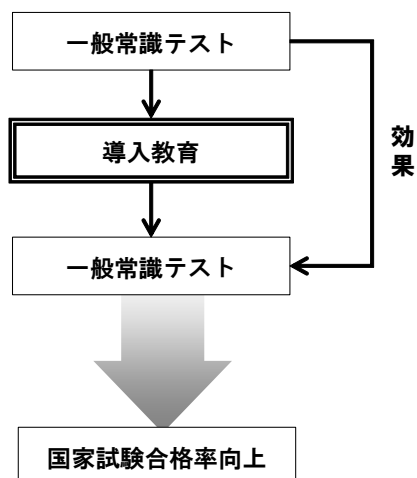 一般常識テスト
導入教育
効果
一般常識テスト
国家試験合格率向上